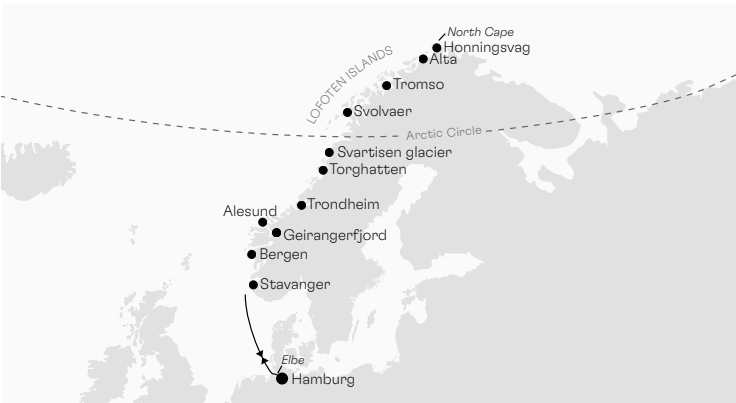 North Cape
Honningsvag
Alta
LOFOTEN ISLANDS
Tromso
Svolvaer
Arctic Circle
Svartisen glacier
Torghatten
Trondheim
Alesund
Geirangerfjord
Bergen
Stavanger
Elbe
Hamburg